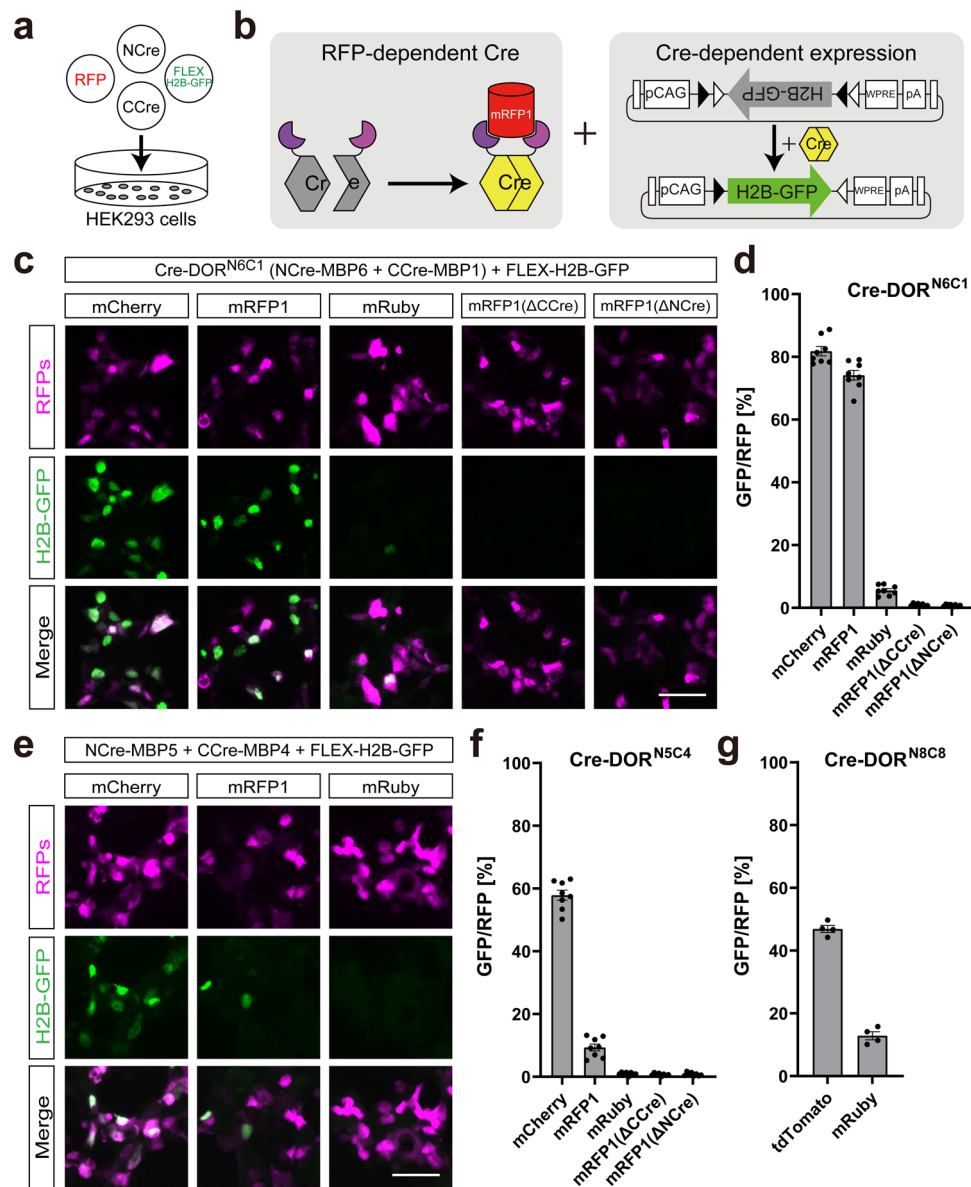 a
NCre
RFP
FLEX
H2B-GFP
CCre
HEK293 cells
b
RFP-dependent Cre
mRFP1
Cr
e
Cre
+
Cre-dependent expression
pCAG
H2B-GFP
WPRE
pA
+
Cre
pCAG
H2B-GFP
WPRE
pA
c
Cre-DOR^N6C1 (NCre-MBP6 + CCre-MBP1) + FLEX-H2B-GFP
mCherry
mRFP1
mRuby
mRFP1(ΔCCre)
mRFP1(ΔNCre)
RFPs
H2B-GFP
Merge
d
Cre-DOR^N6C1
GFP/RFP [%]
100
80
60
40
20
0
mCherry
mRFP1
mRuby
mRFP1(ΔCCre)
mRFP1(ΔNCre)
e
NCre-MBP5 + CCre-MBP4 + FLEX-H2B-GFP
mCherry
mRFP1
mRuby
RFPs
H2B-GFP
Merge
f
Cre-DOR^N5C4
GFP/RFP [%]
100
80
60
40
20
0
mCherry
mRFP1
mRuby
mRFP1(ΔCCre)
mRFP1(ΔNCre)
g
Cre-DOR^N8C8
GFP/RFP [%]
100
80
60
40
20
0
tdTomato
mRuby